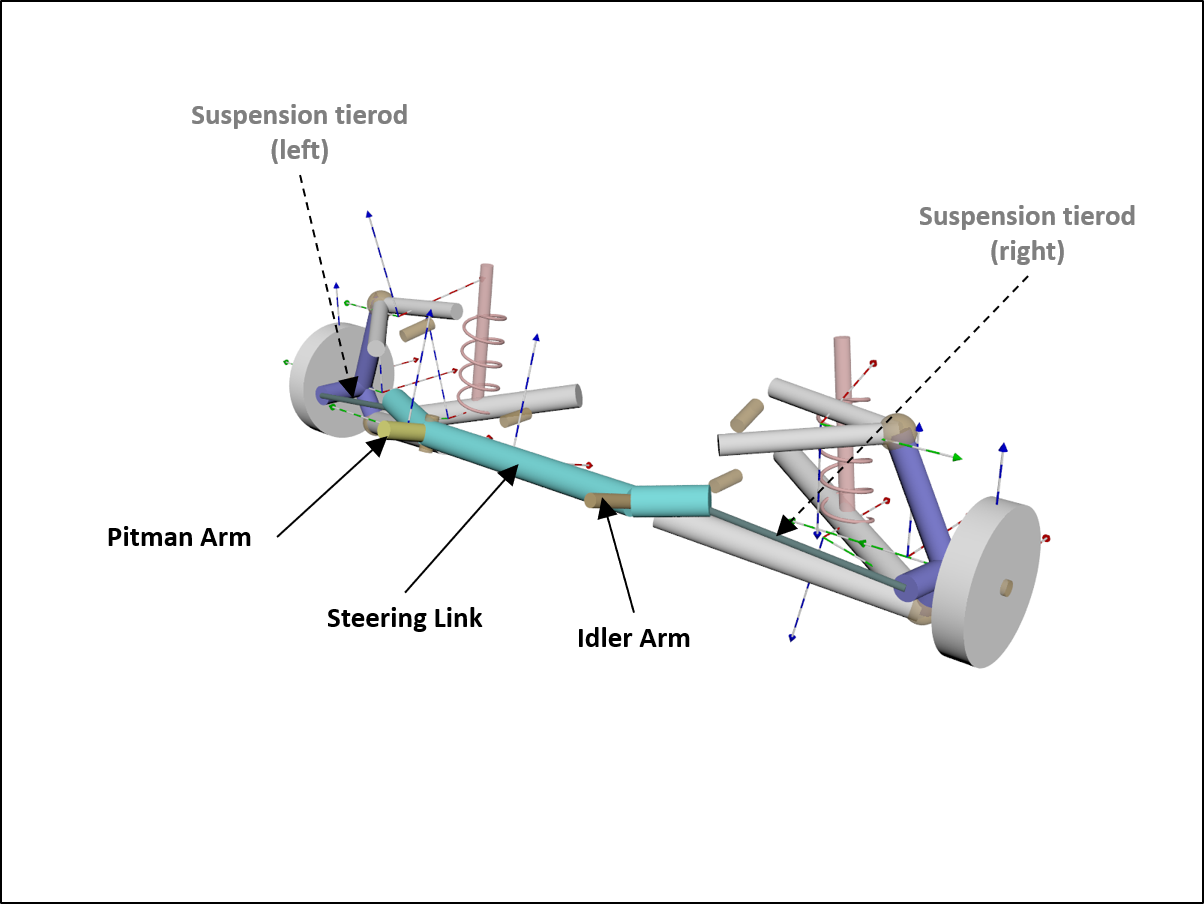 Suspension tierod
(left)
Suspension tierod
(right)
Pitman Arm
Steering Link
Idler Arm